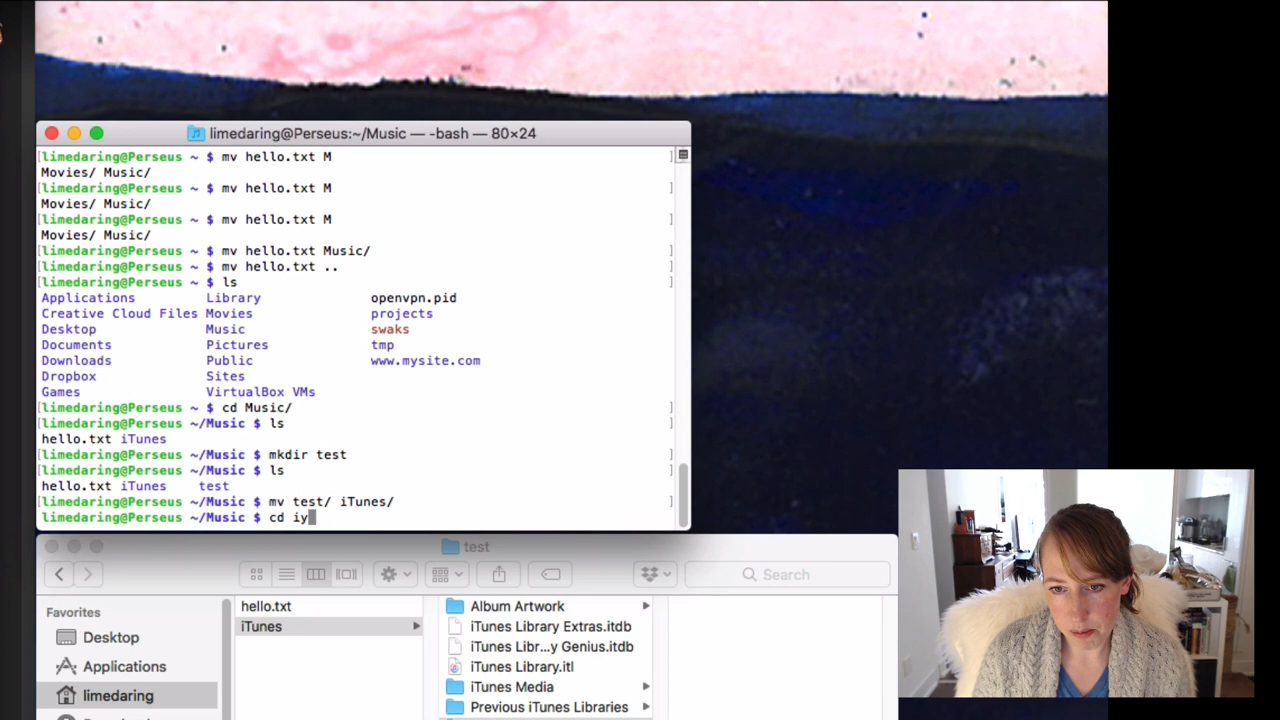 limedaring@Perseus:~/Music — -bash — 80×24
[limedaring@Perseus ~ $ mv hello.txt M ]
Movies/ Music/
[limedaring@Perseus ~ $ mv hello.txt M ]
Movies/ Music/
[limedaring@Perseus ~ $ mv hello.txt M ]
Movies/ Music/
[limedaring@Perseus ~ $ mv hello.txt Music/ ]
[limedaring@Perseus ~ $ mv hello.txt .. ]
[limedaring@Perseus ~ $ ls ]
Applications Library openvpn.pid
Creative Cloud Files Movies projects
Desktop Music swaks
Documents Pictures tmp
Downloads Public www.mysite.com
Dropbox Sites
Games VirtualBox VMs
[limedaring@Perseus ~ $ cd Music/ ]
[limedaring@Perseus ~/Music $ ls ]
hello.txt iTunes
[limedaring@Perseus ~/Music $ mkdir test ]
[limedaring@Perseus ~/Music $ ls ]
hello.txt iTunes test
[limedaring@Perseus ~/Music $ mv test/ iTunes/ ]
limedaring@Perseus ~/Music $ cd iy
test
Search
Favorites
Desktop
Applications
limedaring
hello.txt
iTunes
Album Artwork
iTunes Library Extras.itdb
iTunes Libr...y Genius.itdb
iTunes Library.itl
iTunes Media
Previous iTunes Libraries